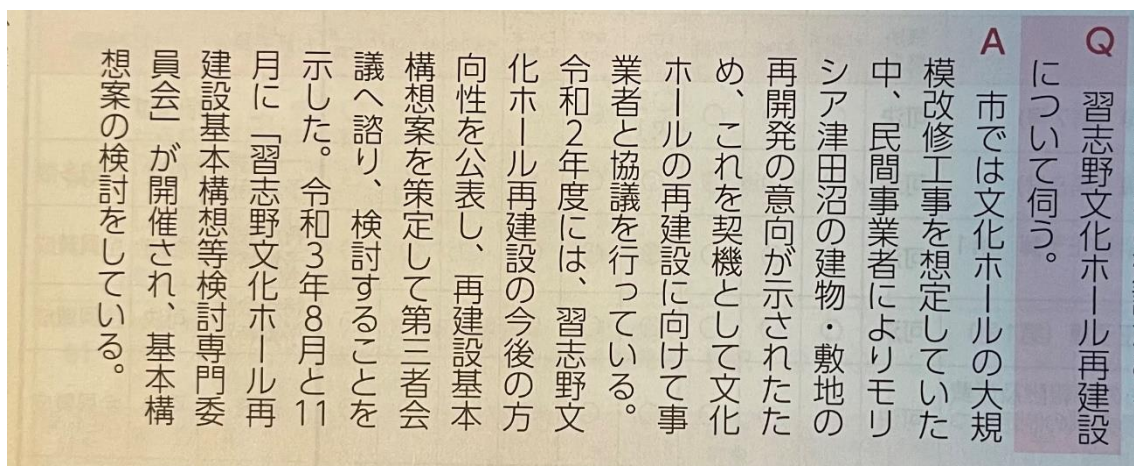 Q 習志野文化ホール再建設
について伺う。
A 市では文化ホールの大規
模改修工事を想定していた
中、民間事業者によりモリ
シア津田沼の建物・敷地の
再開発の意向が示されたた
め、これを契機として文化
ホールの再建設に向けて事
業者と協議を行っている。
令和2年度には、習志野文
化ホール再建設の今後の方
向性を公表し、再建設基本
構想案を策定して第三者会
議へ諮り、検討することを
示した。令和3年8月と11
月に「習志野文化ホール再
建設基本構想等検討専門委
員会」が開催され、基本構
想案の検討をしている。